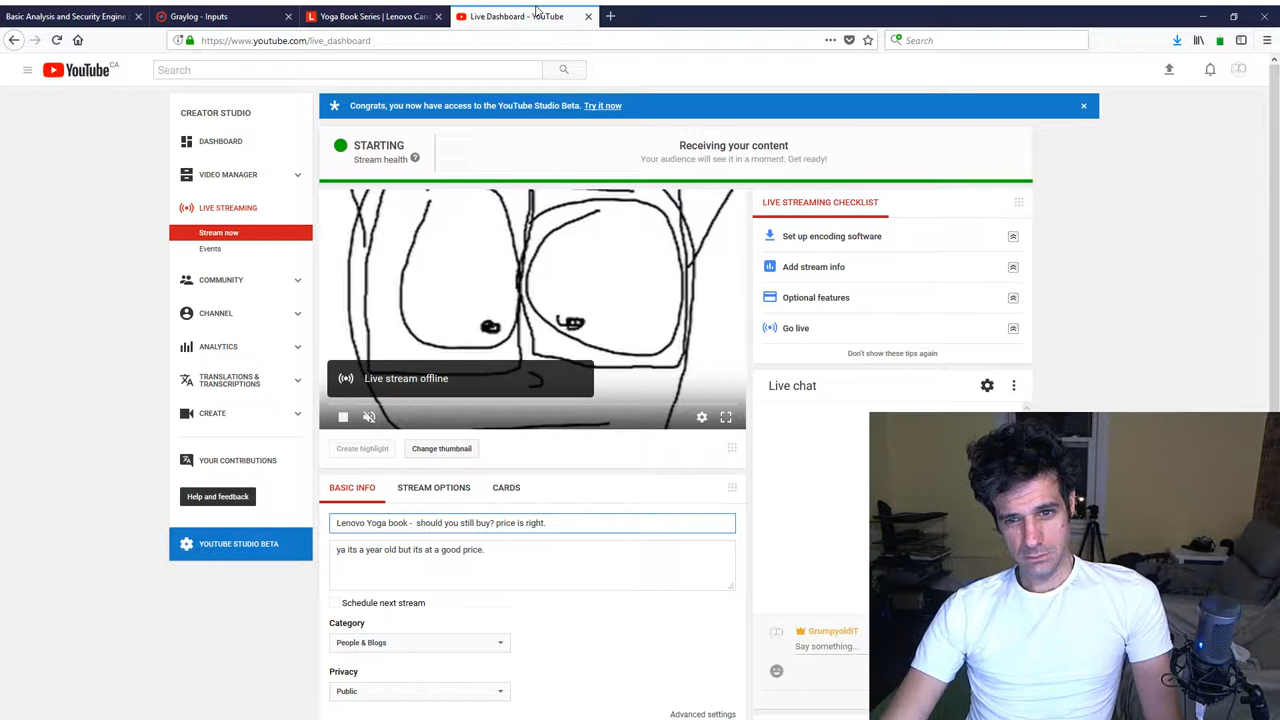 Basic Analysis and Security Engine
Graylog - Inputs
Yoga Book Series | Lenovo Can
Live Dashboard - YouTube
https://www.youtube.com/live_dashboard
Search
YouTube CA
Search
CREATOR STUDIO
DASHBOARD
VIDEO MANAGER
LIVE STREAMING
Stream now
Events
COMMUNITY
CHANNEL
ANALYTICS
TRANSLATIONS &
TRANSCRIPTIONS
CREATE
YOUR CONTRIBUTIONS
Help and feedback
YOUTUBE STUDIO BETA
Congrats, you now have access to the YouTube Studio Beta. Try it now
STARTING
Stream health ?
Receiving your content
Your audience will see it in a moment. Get ready!
Live stream offline
Create highlight
Change thumbnail
BASIC INFO
STREAM OPTIONS
CARDS
Lenovo Yoga book - should you still buy? price is right.
ya its a year old but its at a good price.
Schedule next stream
Category
People & Blogs
Privacy
Public
Advanced settings
LIVE STREAMING CHECKLIST
Set up encoding software
Add stream info
Optional features
Go live
Don't show these tips again
Live chat
GrumpyoldIT
Say something...